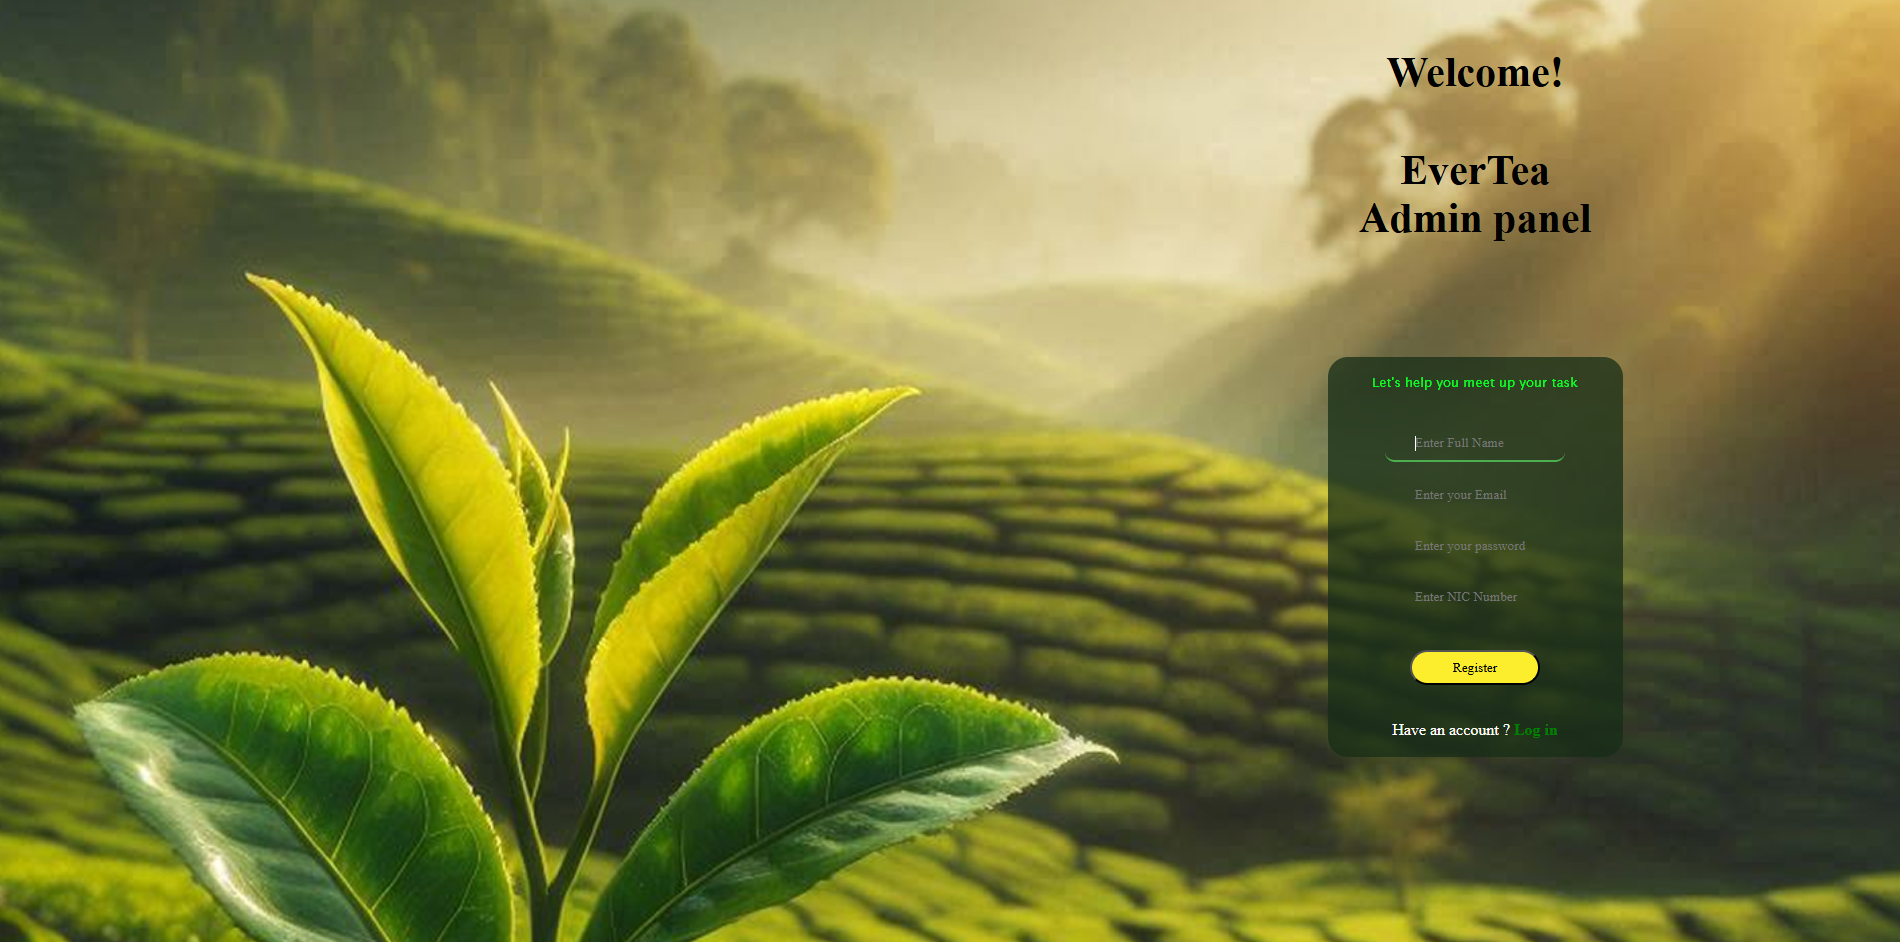 Welcome!
EverTea
Admin panel
Let's help you meet up your task
Enter Full Name
Enter your Email
Enter your password
Enter NIC Number
Register
Have an account ? Log in